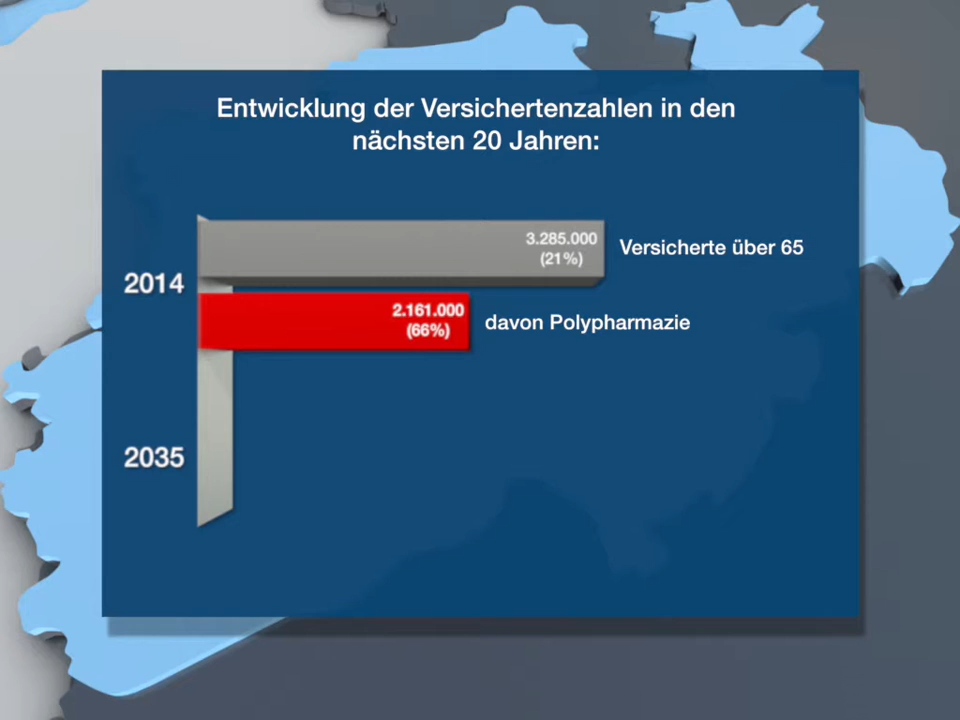 Entwicklung der Versichertenzahlen in den
nächsten 20 Jahren:
3.285.000
(21%)
Versicherte über 65
2014
2.161.000
(66%)
davon Polypharmazie
2035